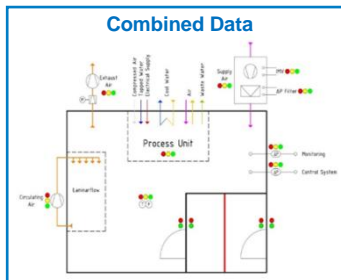 Combined Data
Exhaust
Air
Compressed Air
Tapped Water
Electrical Supply
Cool Water
Air
Waste Water
Supply
Air
AP Filter
Process Unit
Laminarflow
Circulating
Air
Monitoring
Control System